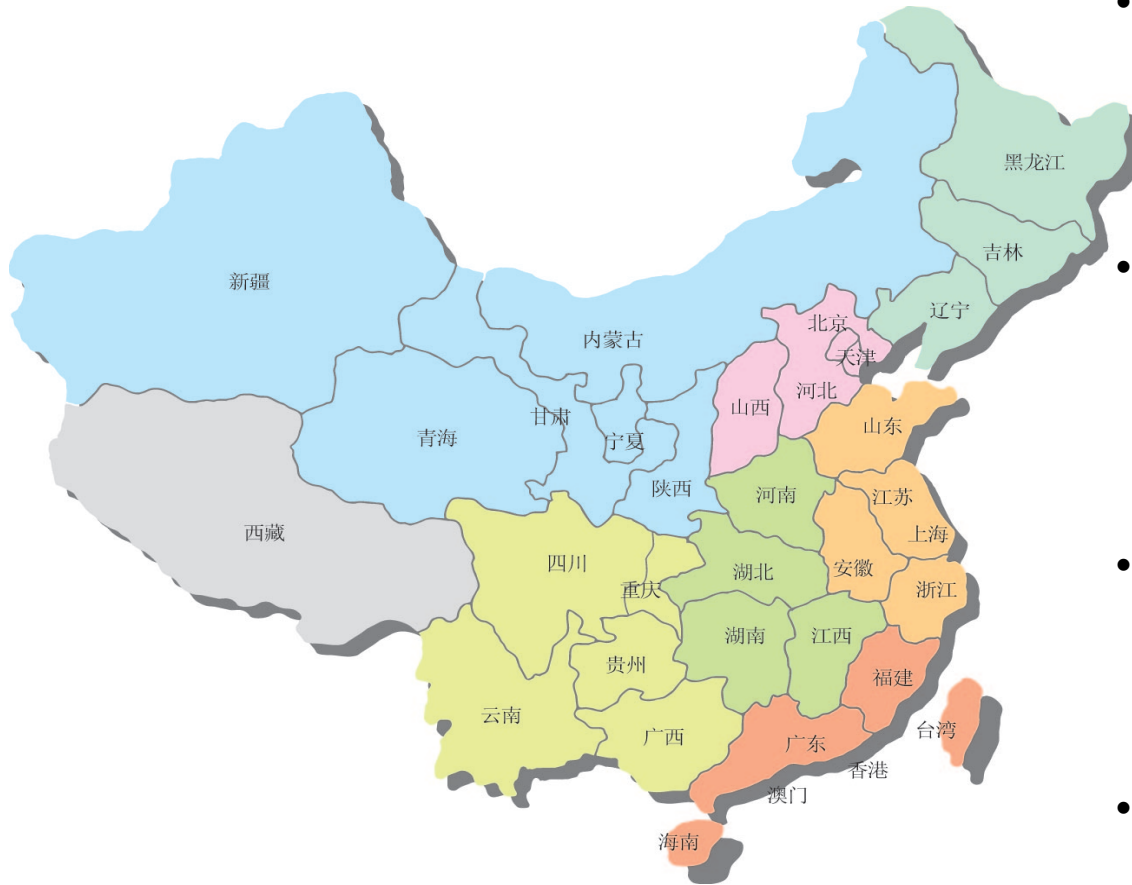 黑龙江
吉林
新疆
辽宁
北京
内蒙古
天津
河北
山西
甘肃
山东
青海
宁夏
陕西
河南
江苏
西藏
上海
四川
湖北
安徽
重庆
浙江
湖南
江西
贵州
福建
云南
广西
广东
台湾
香港
澳门
海南